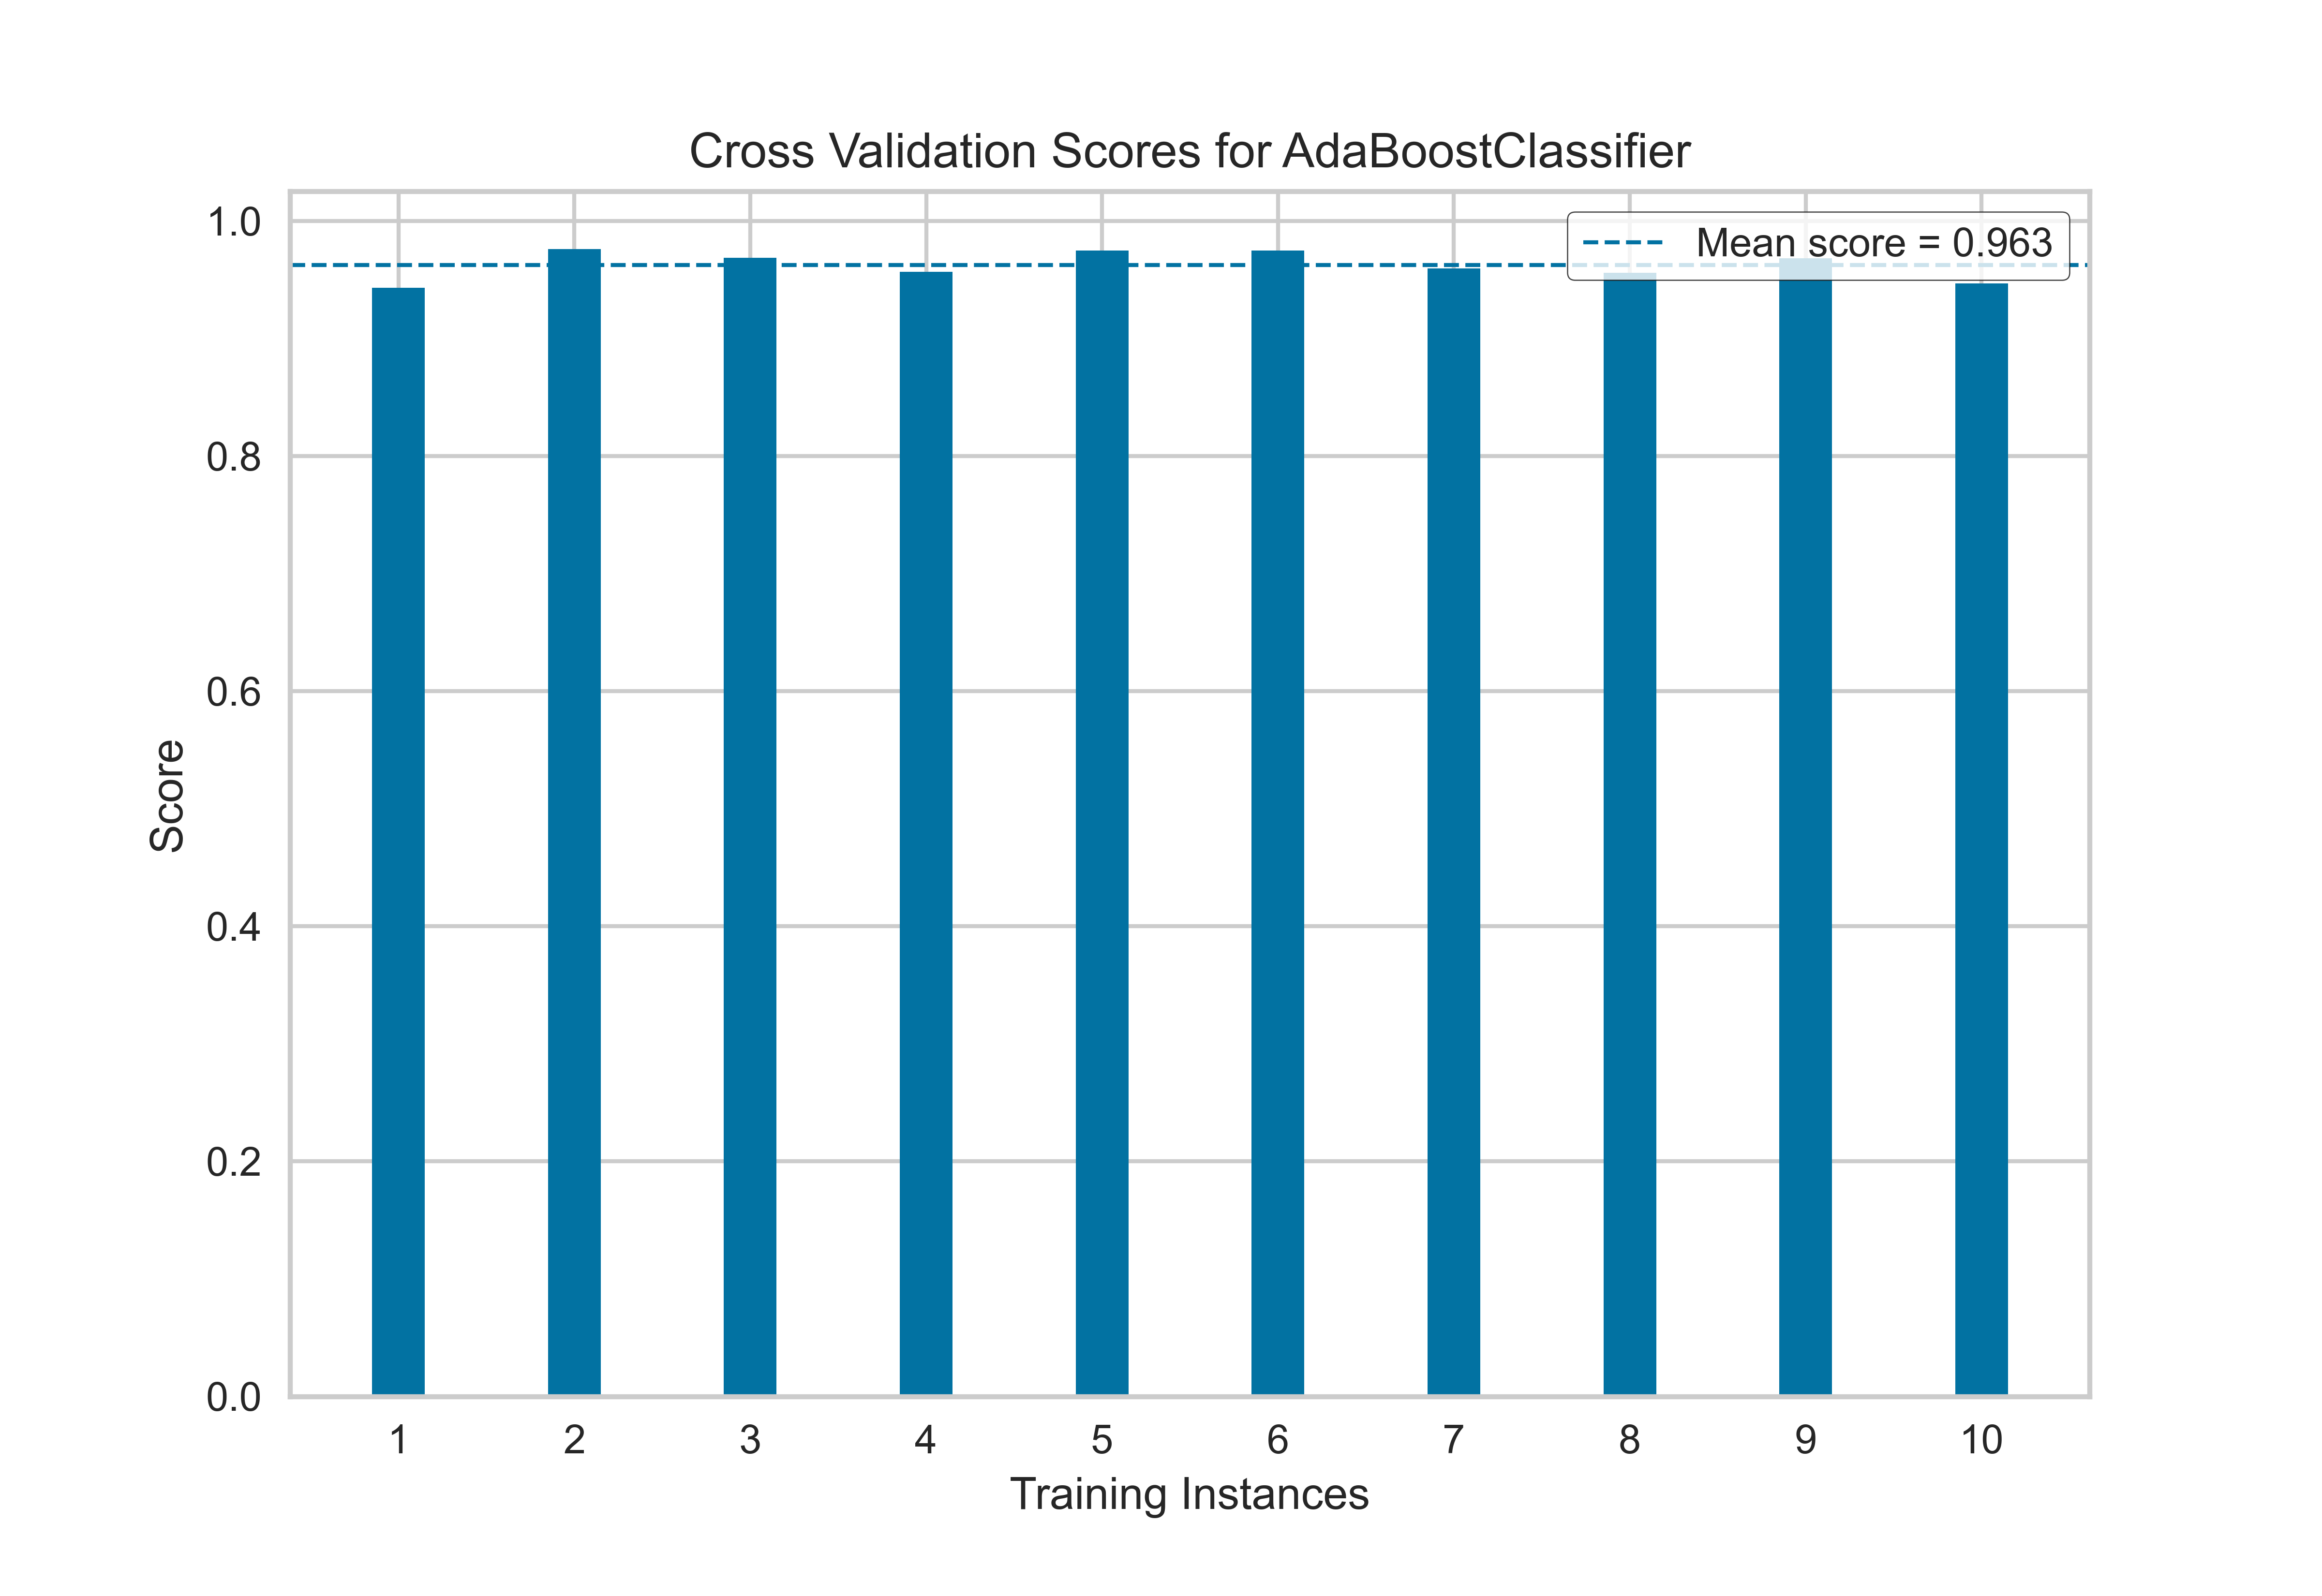 Cross Validation Scores for AdaBoostClassifier
Mean score = 0.963
1.0
0.8
0.6
0.4
0.2
0.0
Score
1 2 3 4 5 6 7 8 9 10
Training Instances